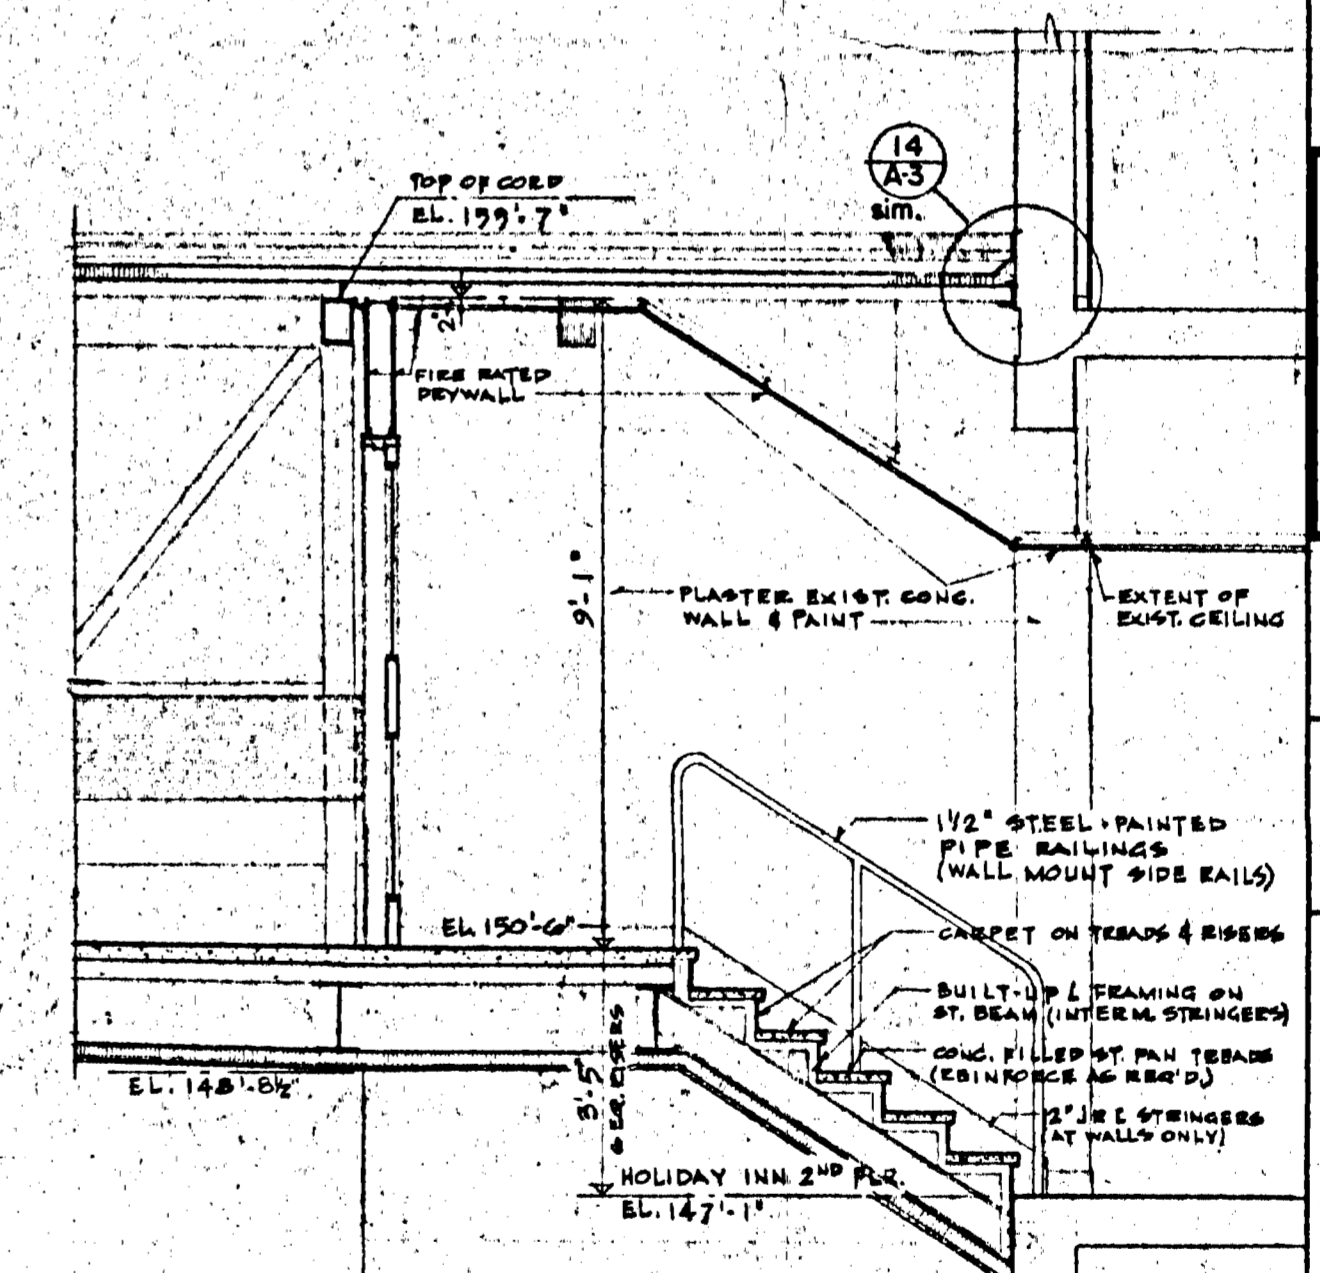 14
A-3
sim.
TOP OF CORD
EL. 159'-7"
2"
FIRE RATED
DRYWALL
9'-1"
PLASTER EXIST. CONC.
WALL & PAINT
EXTENT OF
EXIST. CEILING
1 1/2" STEEL PAINTED
PIPE RAILINGS
(WALL MOUNT SIDE RAILS)
EL. 150'-6"
CARPET ON TREADS & RISERS
BUILT-UP L FRAMING ON
ST. BEAM (INTERM. STRINGERS)
CONC. FILLED ST. PAN TREADS
(REINFORCE AS REQ'D.)
2" STRINGERS
(AT WALLS ONLY)
EL. 148'-8 1/2"
3'-5"
6 EQ. RISERS
HOLIDAY INN 2ND FLR.
EL. 147'-1"